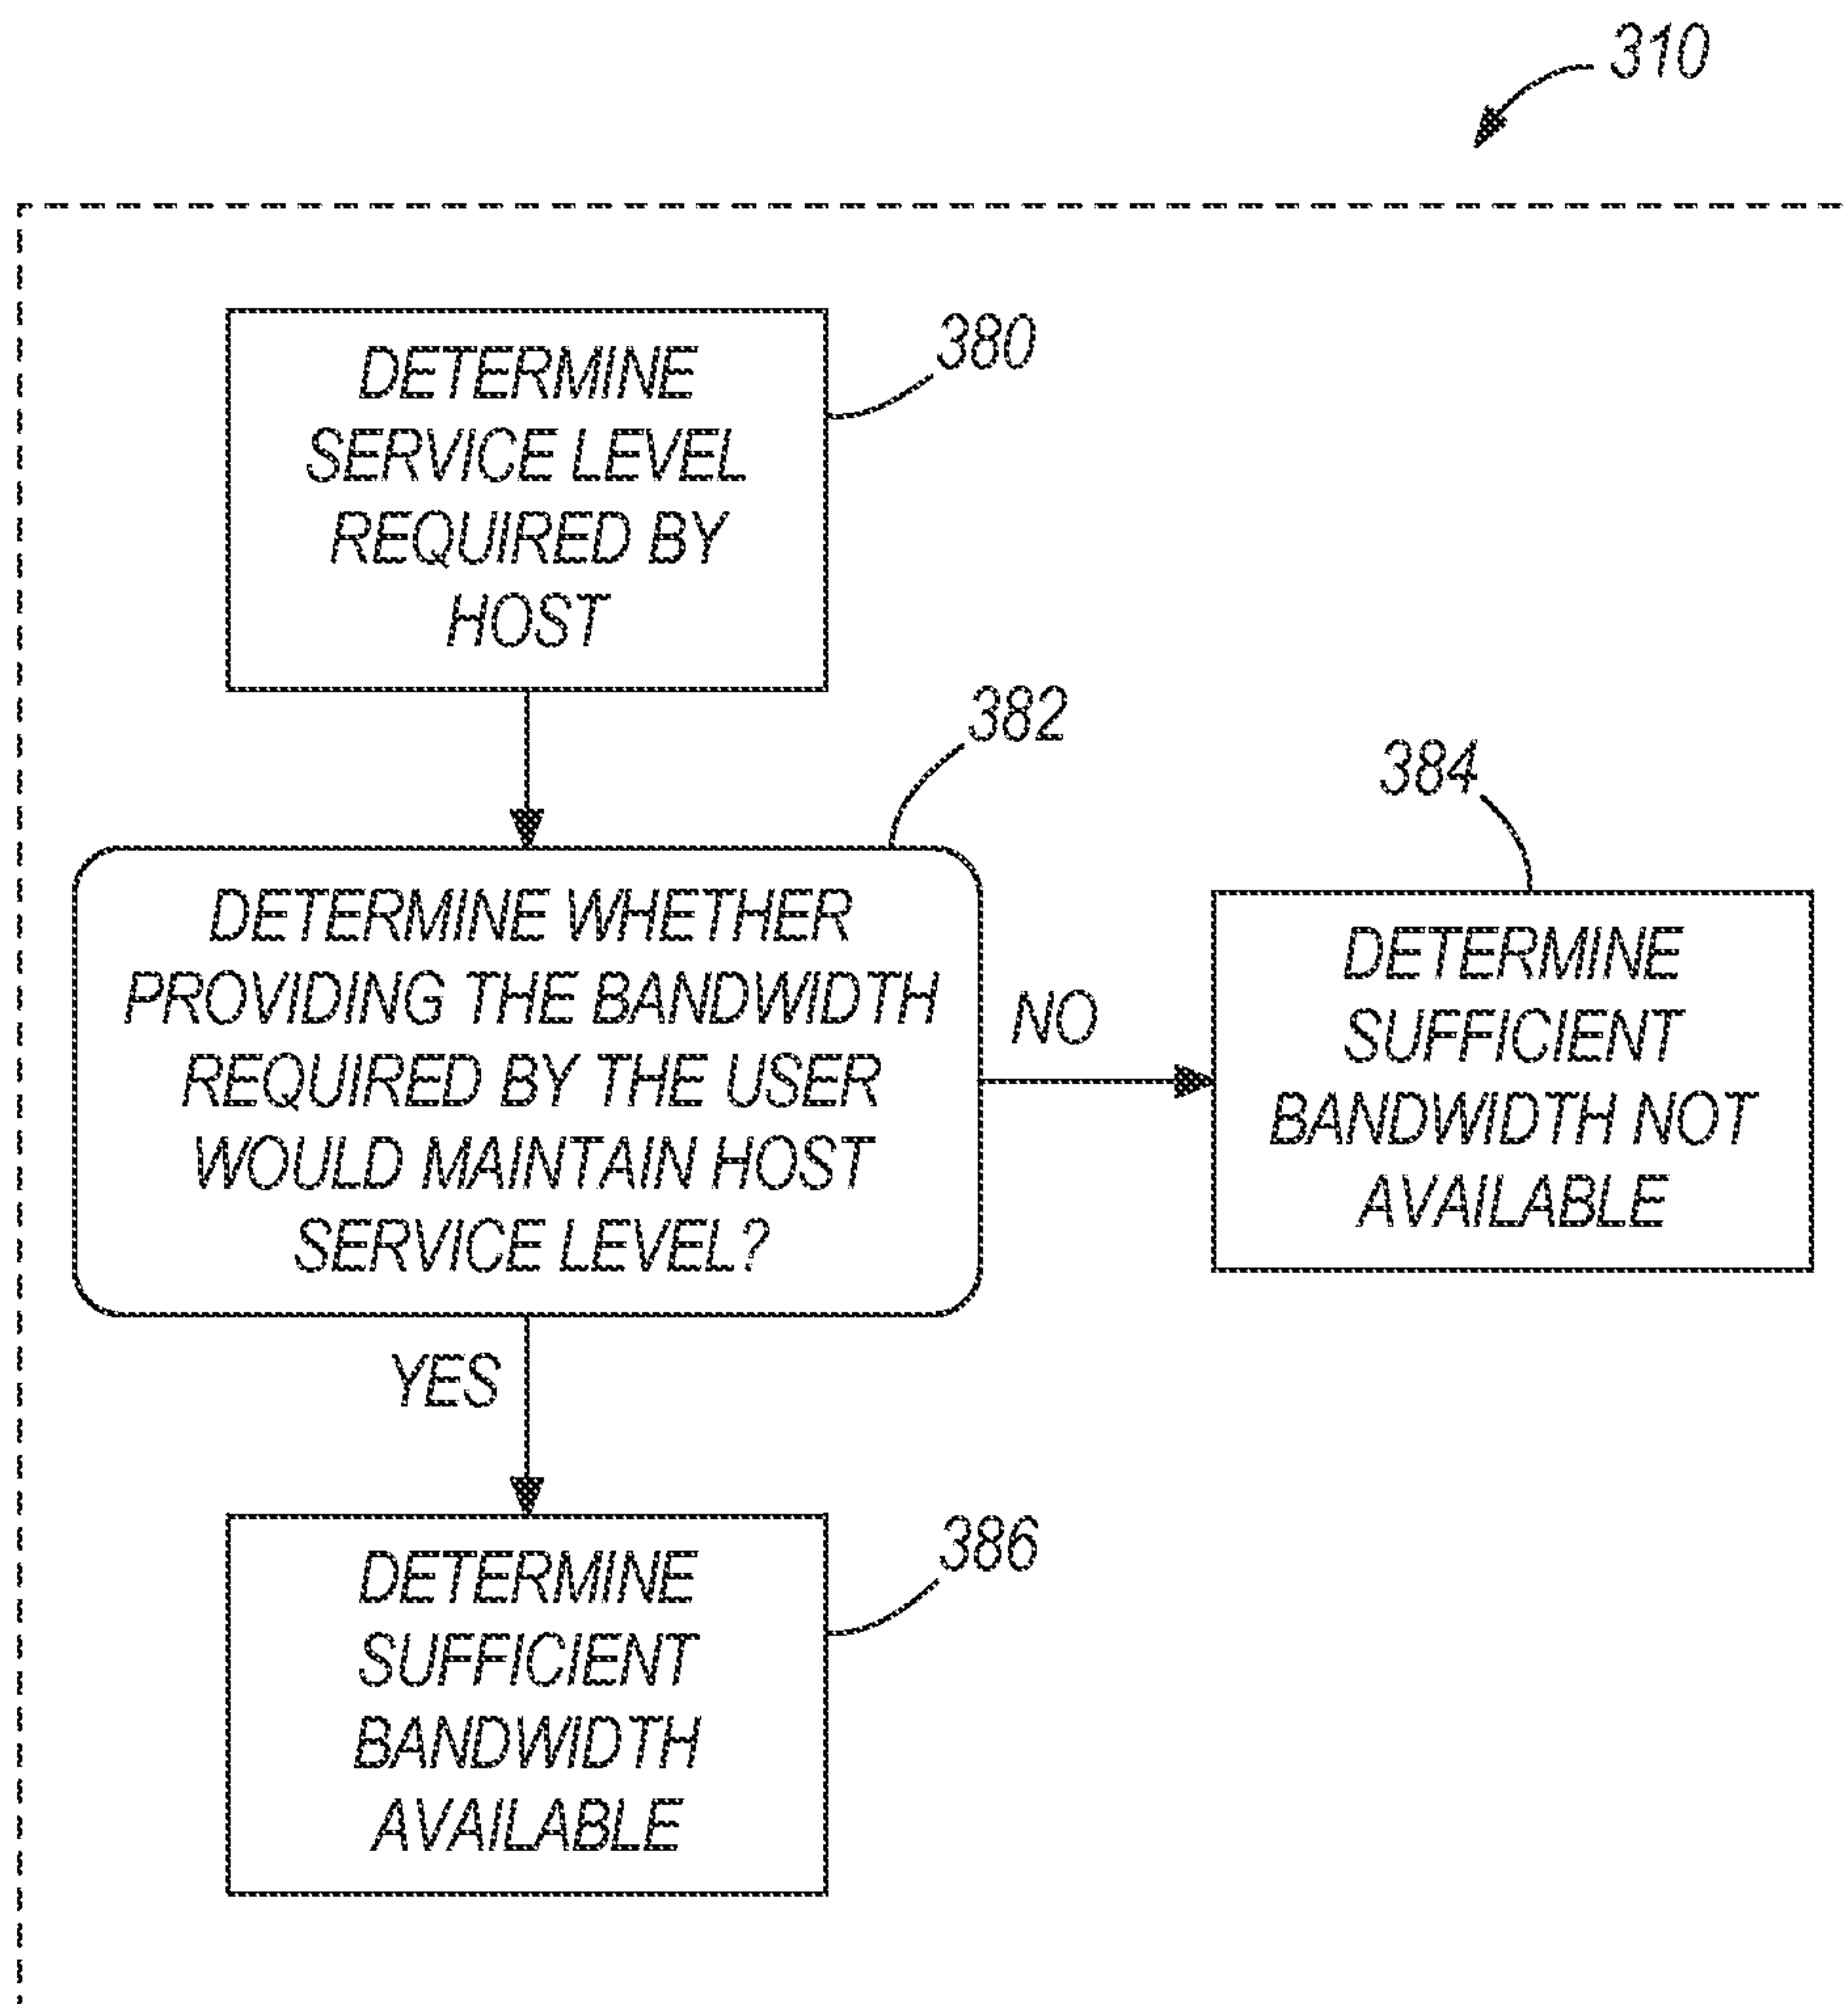 310
DETERMINE
SERVICE LEVEL
REQUIRED BY
HOST
380
382
DETERMINE WHETHER
PROVIDING THE BANDWIDTH
REQUIRED BY THE USER
WOULD MAINTAIN HOST
SERVICE LEVEL?
NO
384
DETERMINE
SUFFICIENT
BANDWIDTH NOT
AVAILABLE
YES
DETERMINE
SUFFICIENT
BANDWIDTH
AVAILABLE
386